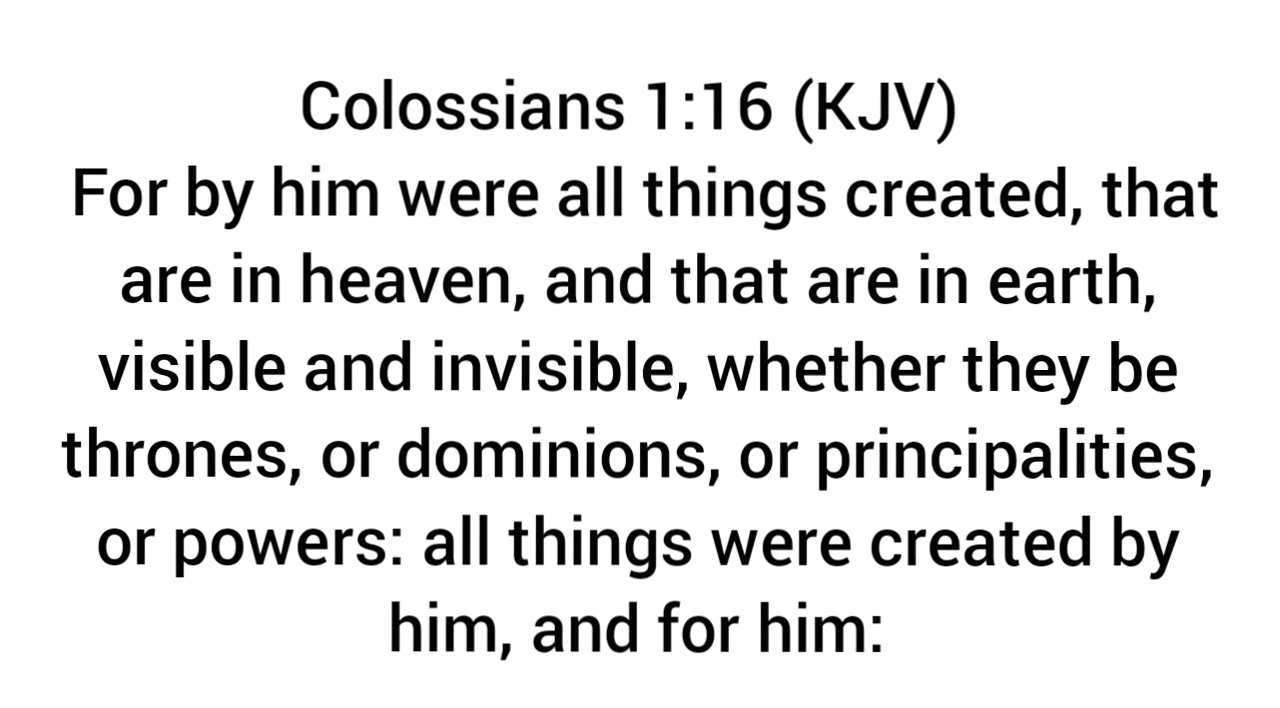 Colossians 1:16 (KJV)
For by him were all things created, that
are in heaven, and that are in earth,
visible and invisible, whether they be
thrones, or dominions, or principalities,
or powers: all things were created by
him, and for him: